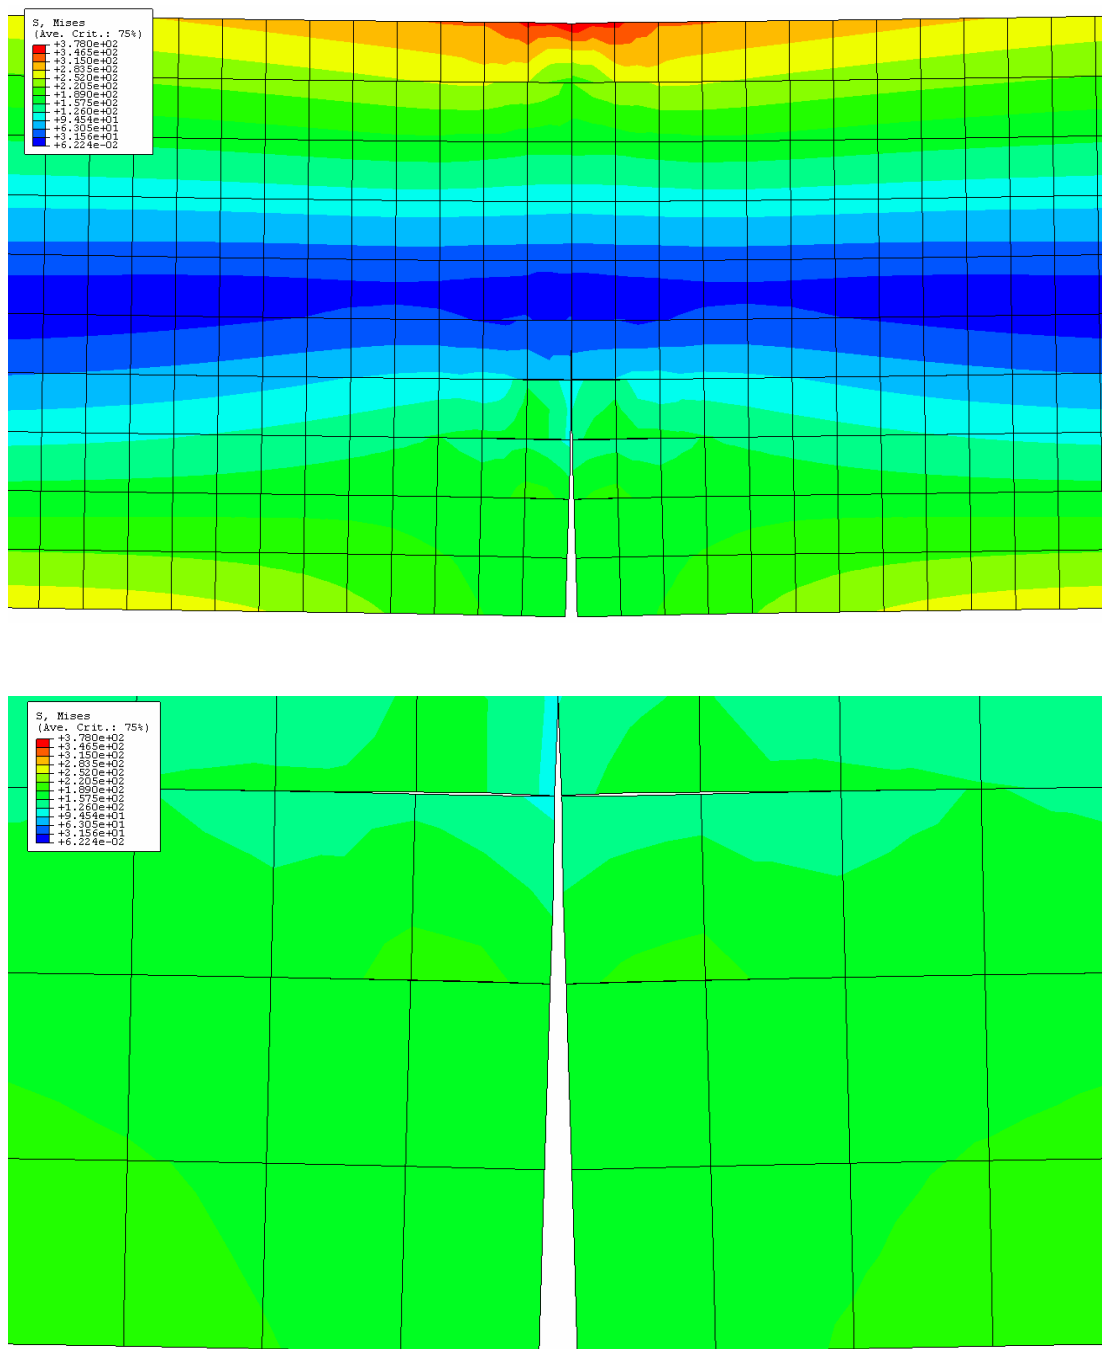 S, Mises
(Ave. Crit.: 75%)
+3.780e+02
+3.465e+02
+3.150e+02
+2.835e+02
+2.520e+02
+2.205e+02
+1.890e+02
+1.575e+02
+1.260e+02
+9.454e+01
+6.305e+01
+3.156e+01
+6.224e-02
S, Mises
(Ave. Crit.: 75%)
+3.780e+02
+3.465e+02
+3.150e+02
+2.835e+02
+2.520e+02
+2.205e+02
+1.890e+02
+1.575e+02
+1.260e+02
+9.454e+01
+6.305e+01
+3.156e+01
+6.224e-02